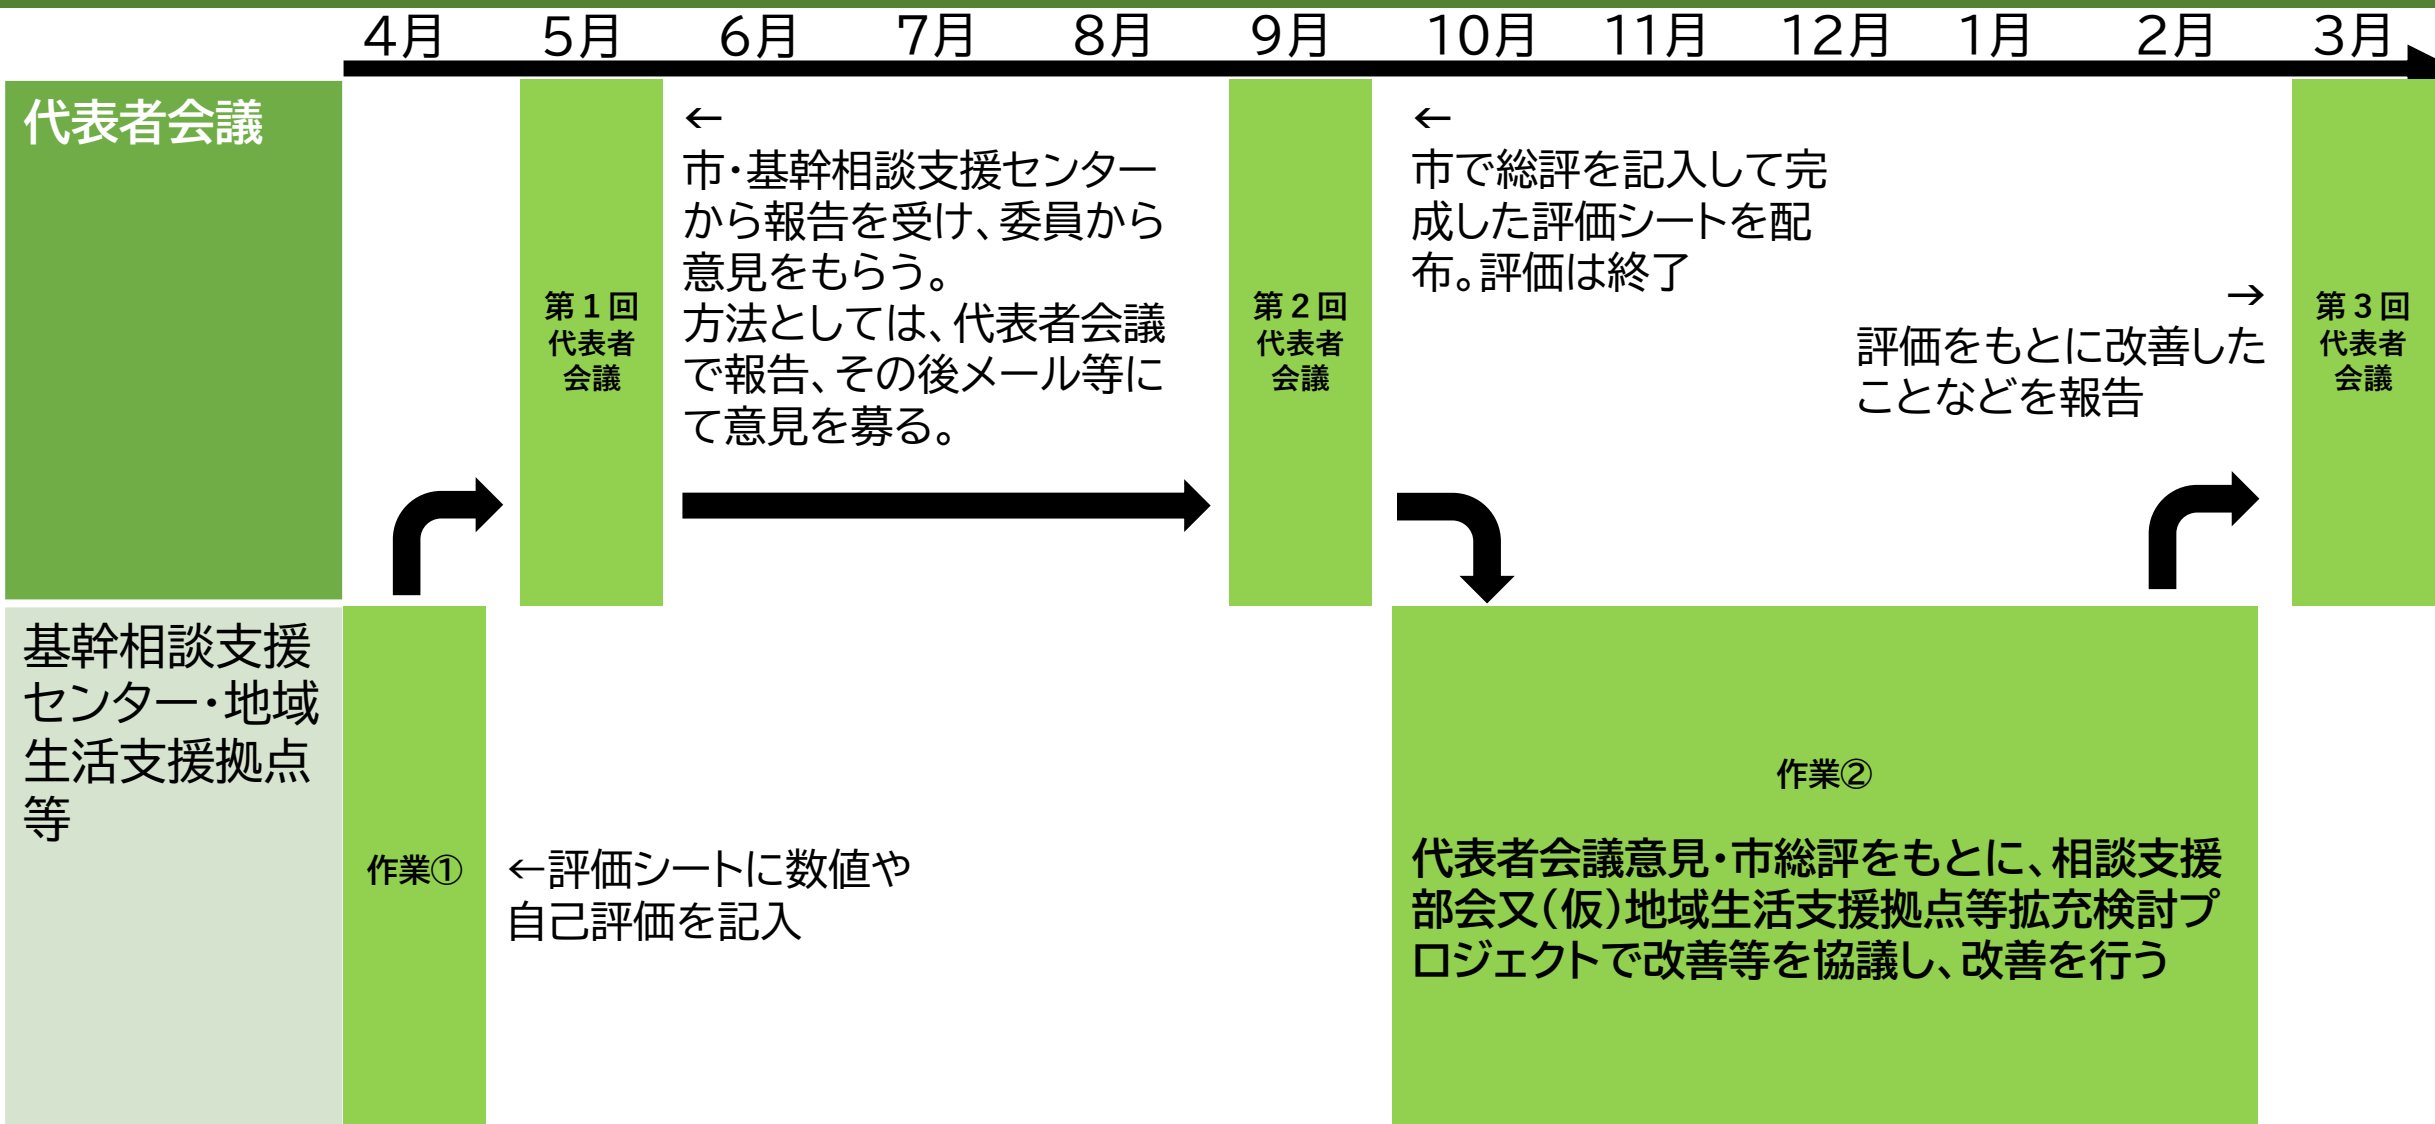 4月 5月 6月 7月 8月 9月 10月 11月 12月 1月 2月 3月
代表者会議
第1回
代表者
会議
←
市・基幹相談支援センター
から報告を受け、委員から
意見をもらう。
方法としては、代表者会議
で報告、その後メール等に
て意見を募る。
第2回
代表者
会議
←
市で総評を記入して完
成した評価シートを配
布。評価は終了
→
評価をもとに改善した
ことなどを報告
第3回
代表者
会議
基幹相談支援
センター・地域
生活支援拠点
等
作業①
←評価シートに数値や
自己評価を記入
作業②
代表者会議意見・市総評をもとに、相談支援
部会又(仮)地域生活支援拠点等拡充検討プ
ロジェクトで改善等を協議し、改善を行う